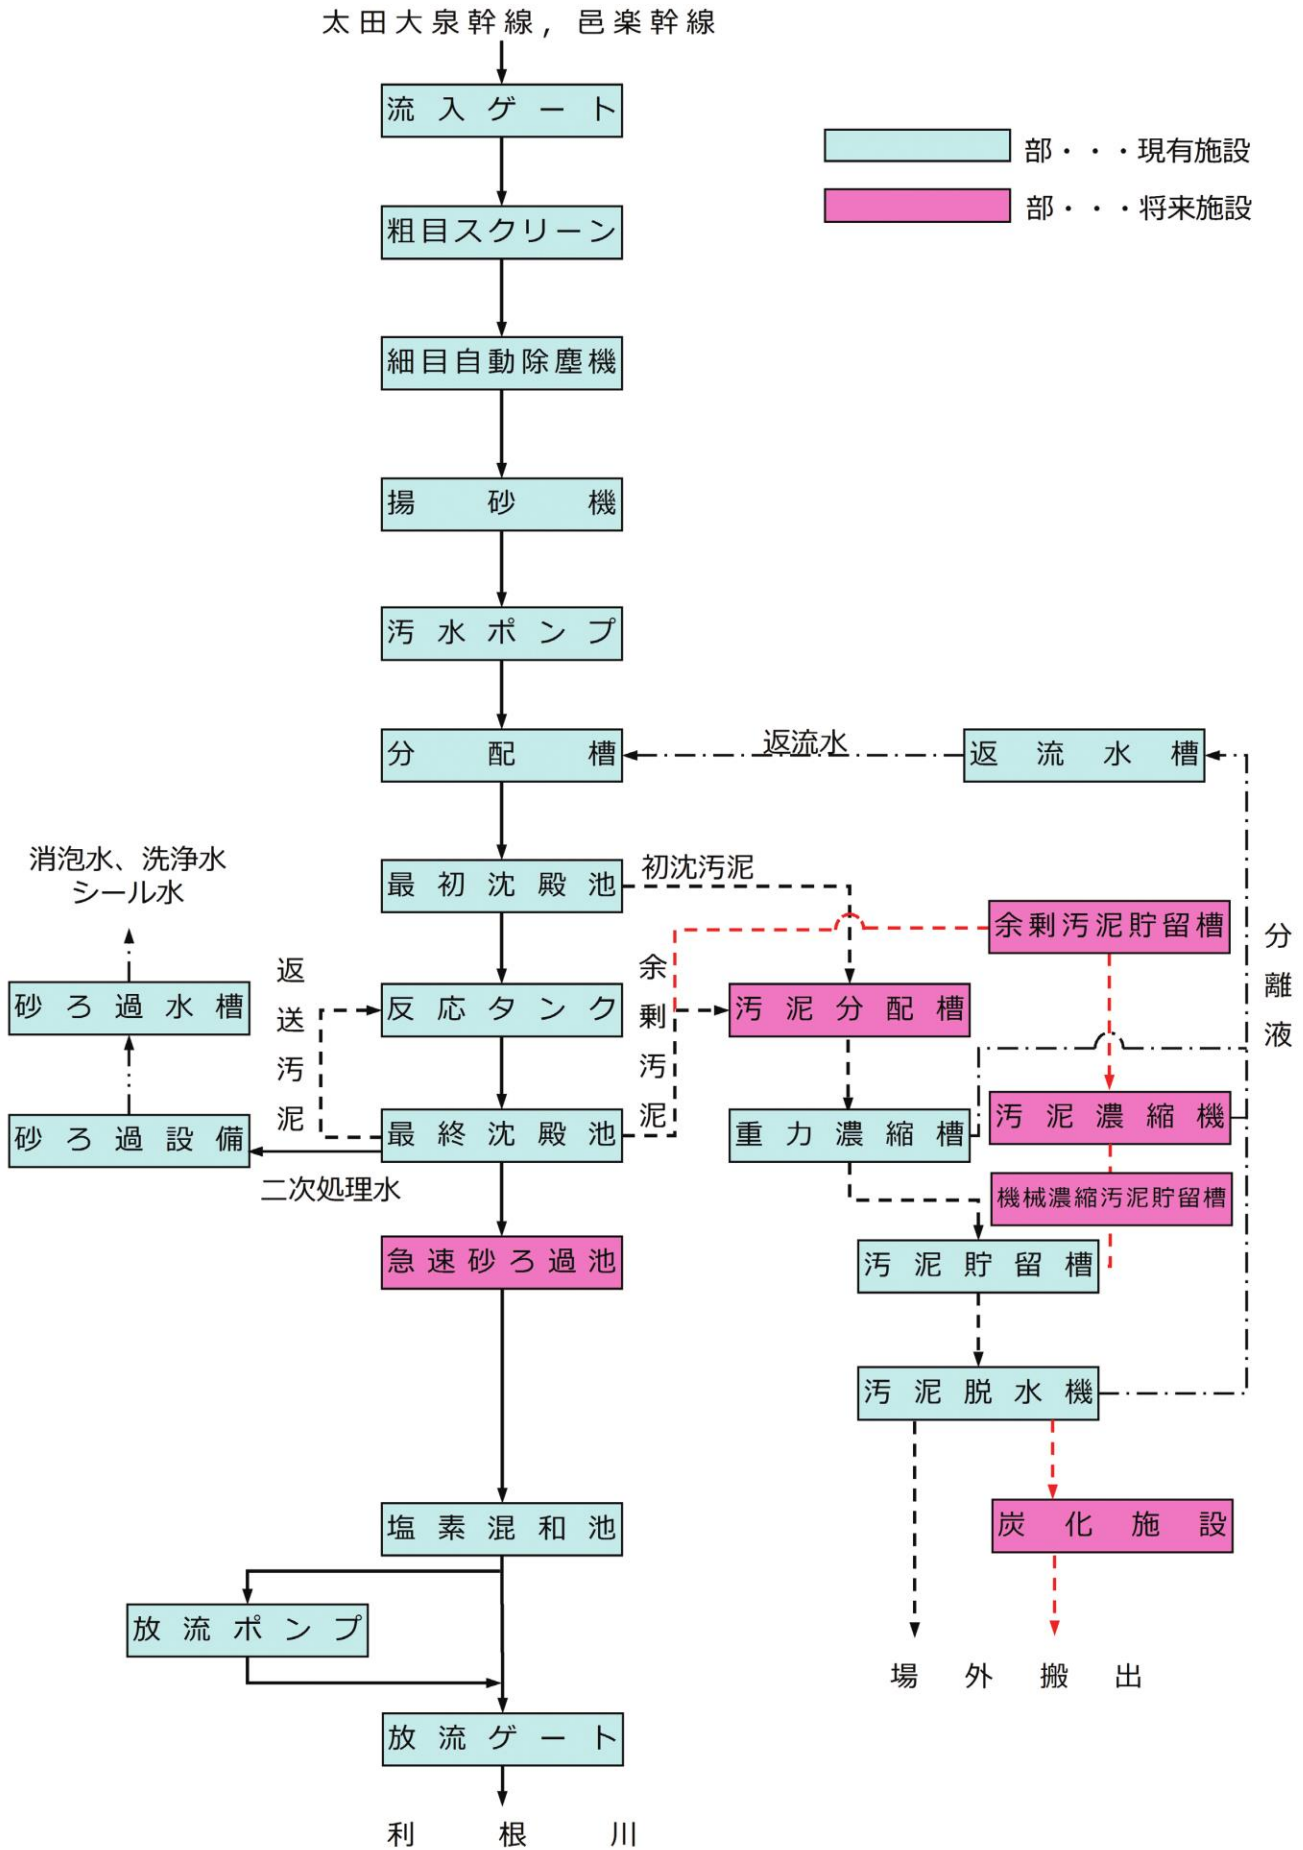 太田大泉幹線，邑楽幹線
流入ゲート
部・・・現有施設
部・・・将来施設
粗目スクリーン
細目自動除塵機
揚砂機
汚水ポンプ
分配槽
返流水
返流水槽
消泡水、洗浄水
シール水
最初沈殿池
初沈汚泥
余剰汚泥貯留槽
分離液
砂ろ過水槽
返送汚泥
反応タンク
余剰汚泥
汚泥分配槽
砂ろ過設備
最終沈殿池
重力濃縮槽
汚泥濃縮機
二次処理水
機械濃縮汚泥貯留槽
急速砂ろ過池
汚泥貯留槽
汚泥脱水機
塩素混和池
炭化施設
放流ポンプ
場外搬出
放流ゲート
利根川